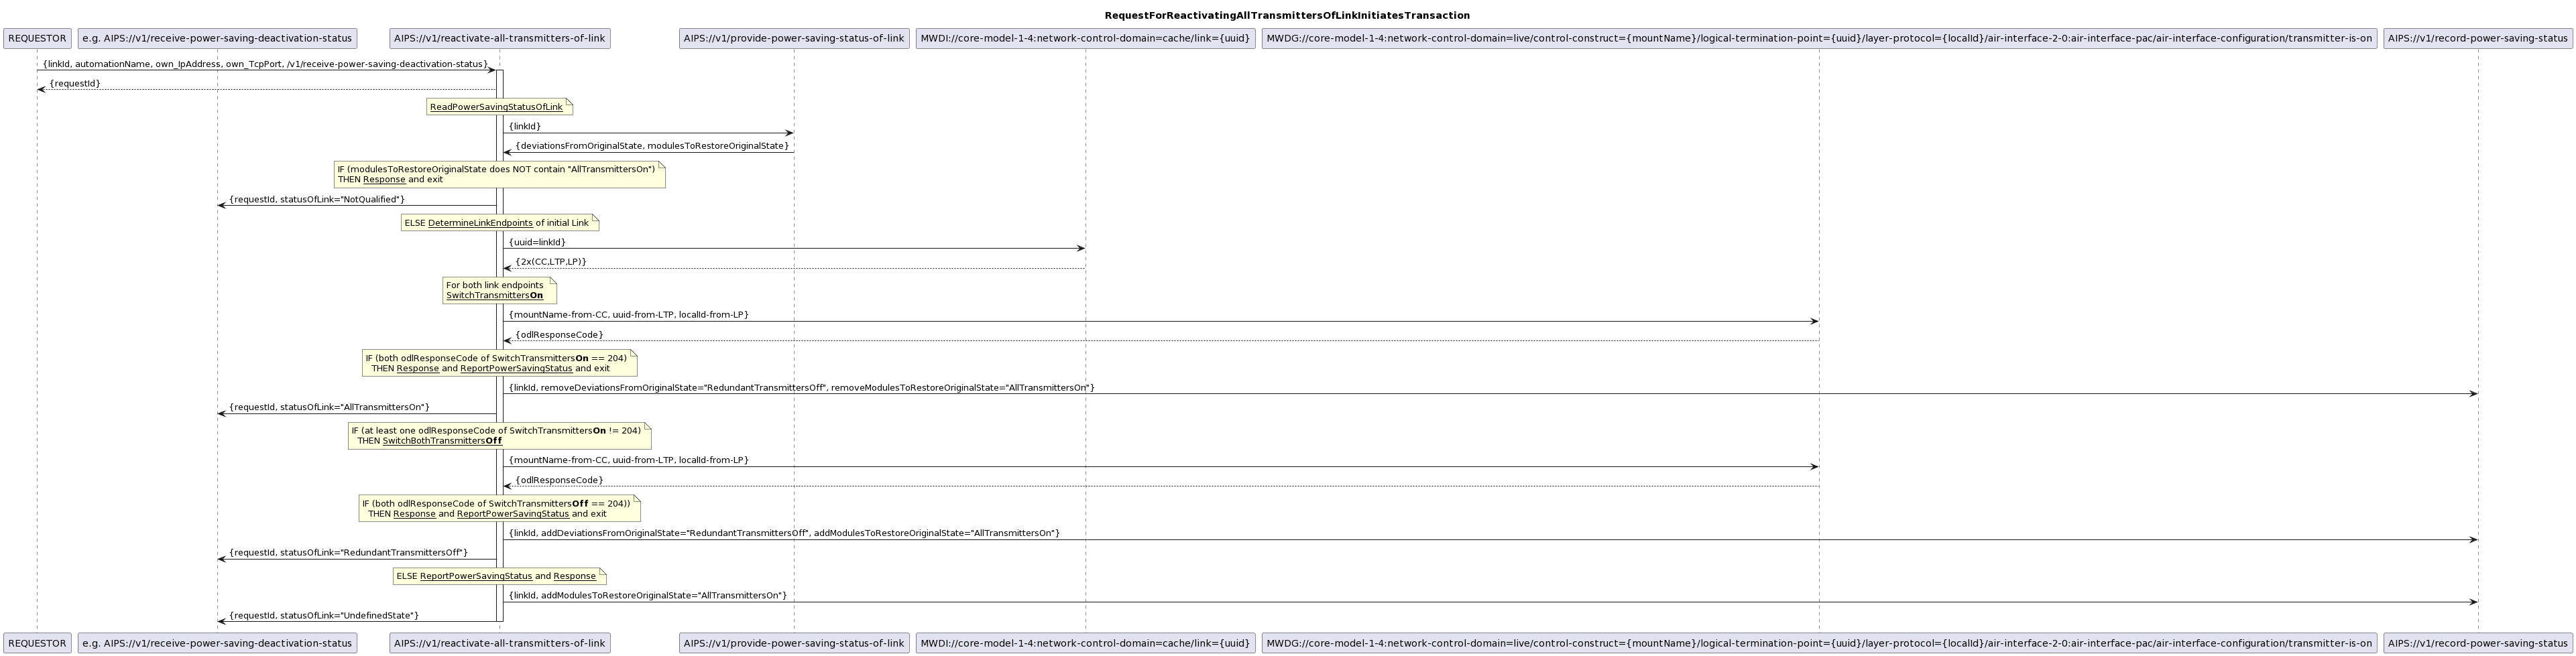 RequestForReactivatingAllTransmittersOfLinkInitiatesTransaction
REQUESTOR
e.g. AIPS://v1/receive-power-saving-deactivation-status
AIPS://v1/reactivate-all-transmitters-of-link
AIPS://v1/provide-power-saving-status-of-link
MWDI://core-model-1-4:network-control-domain=cache/link={uuid}
MWDG://core-model-1-4:network-control-domain=live/control-construct={mountName}/logical-termination-point={uuid}/layer-protocol={localId}/air-interface-2-0:air-interface-pac/air-interface-configuration/transmitter-is-on
AIPS://v1/record-power-saving-status
{linkId, automationName, own_IpAddress, own_TcpPort, /v1/receive-power-saving-deactivation-status}
{requestId}
ReadPowerSavingStatusOfLink
{linkId}
{deviationsFromOriginalState, modulesToRestoreOriginalState}
IF (modulesToRestoreOriginalState does NOT contain "AllTransmittersOn")
THEN Response and exit
{requestId, statusOfLink="NotQualified"}
ELSE DetermineLinkEndpoints of initial Link
{uuid=linkId}
{2x(CC,LTP,LP)}
For both link endpoints
SwitchTransmittersOn
{mountName-from-CC, uuid-from-LTP, localId-from-LP}
{odlResponseCode}
IF (both odlResponseCode of SwitchTransmittersOn == 204)
THEN Response and ReportPowerSavingStatus and exit
{linkId, removeDeviationsFromOriginalState="RedundantTransmittersOff", removeModulesToRestoreOriginalState="AllTransmittersOn"}
{requestId, statusOfLink="AllTransmittersOn"}
IF (at least one odlResponseCode of SwitchTransmittersOn != 204)
THEN SwitchBothTransmittersOff
{mountName-from-CC, uuid-from-LTP, localId-from-LP}
{odlResponseCode}
IF (both odlResponseCode of SwitchTransmittersOff == 204))
THEN Response and ReportPowerSavingStatus and exit
{linkId, addDeviationsFromOriginalState="RedundantTransmittersOff", addModulesToRestoreOriginalState="AllTransmittersOn"}
{requestId, statusOfLink="RedundantTransmittersOff"}
ELSE ReportPowerSavingStatus and Response
{linkId, addModulesToRestoreOriginalState="AllTransmittersOn"}
{requestId, statusOfLink="UndefinedState"}
REQUESTOR
e.g. AIPS://v1/receive-power-saving-deactivation-status
AIPS://v1/reactivate-all-transmitters-of-link
AIPS://v1/provide-power-saving-status-of-link
MWDI://core-model-1-4:network-control-domain=cache/link={uuid}
MWDG://core-model-1-4:network-control-domain=live/control-construct={mountName}/logical-termination-point={uuid}/layer-protocol={localId}/air-interface-2-0:air-interface-pac/air-interface-configuration/transmitter-is-on
AIPS://v1/record-power-saving-status